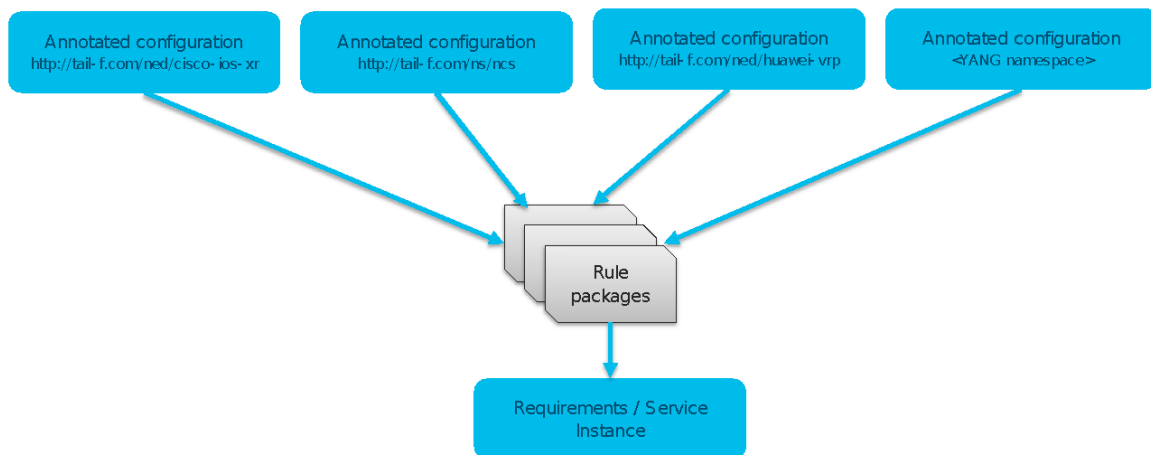 Annotated configuration
http://tail-f.com/ned/cisco-ios-xr
Annotated configuration
http://tail-f.com/ns/ncs
Annotated configuration
http://tail-f.com/ned/huawei-vrp
Annotated configuration
<YANG namespace>
Rule
packages
Requirements / Service
Instance